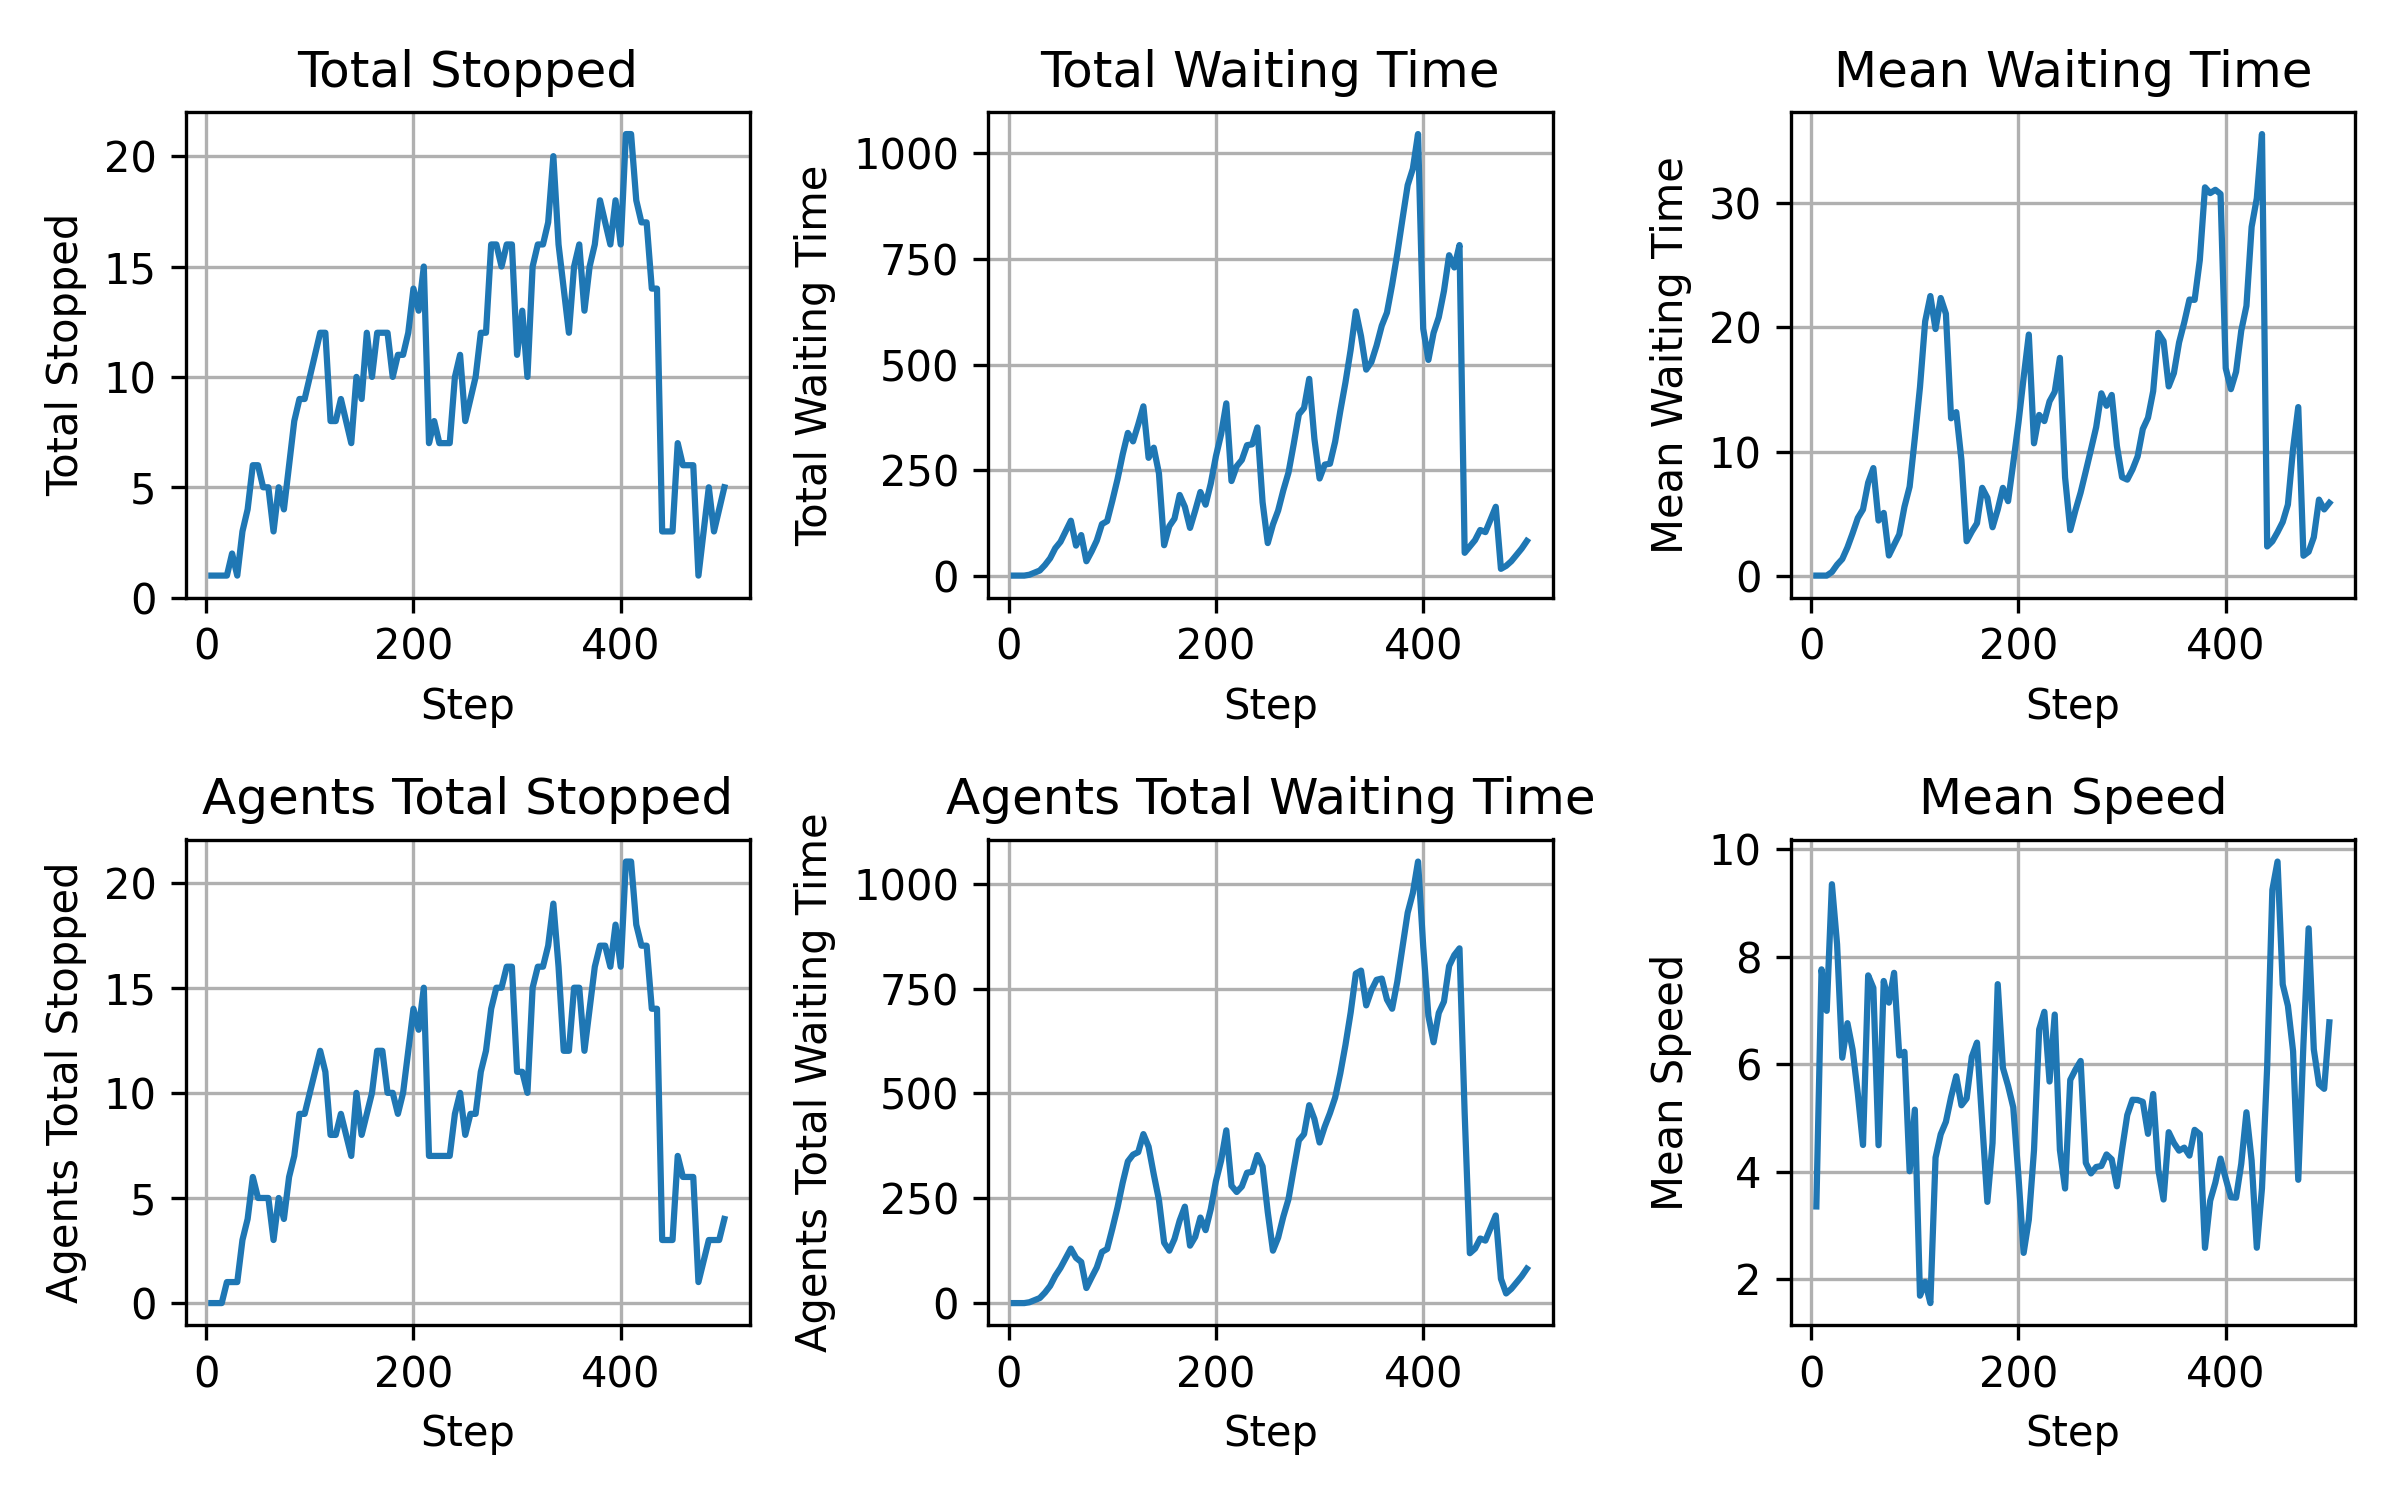 Total Stopped
Total Stopped
20
15
10
5
0
0 200 400
Step
Total Waiting Time
Total Waiting Time
1000
750
500
250
0
0 200 400
Step
Mean Waiting Time
Mean Waiting Time
30
20
10
0
0 200 400
Step
Agents Total Stopped
Agents Total Stopped
20
15
10
5
0
0 200 400
Step
Agents Total Waiting Time
Agents Total Waiting Time
1000
750
500
250
0
0 200 400
Step
Mean Speed
Mean Speed
10
8
6
4
2
0 200 400
Step